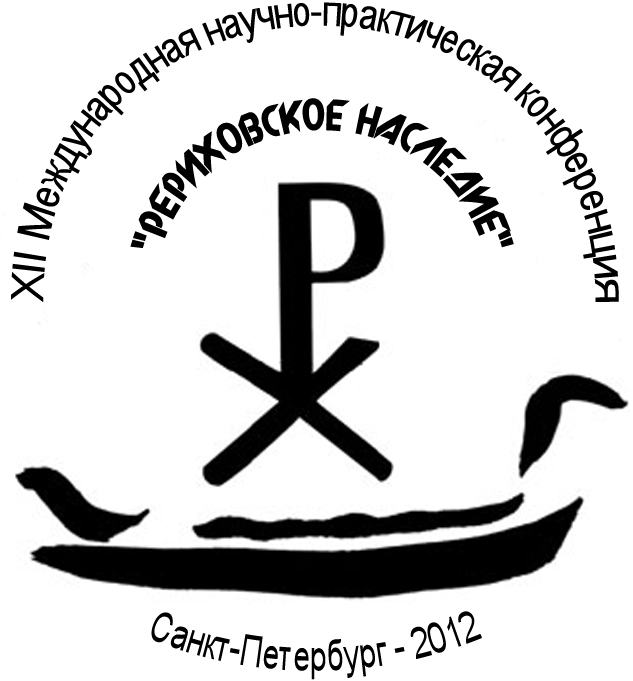 XII Международная научно-практическая конференция
"РЕРИХОВСКОЕ НАСЛЕДИЕ"
Санкт-Петербург - 2012